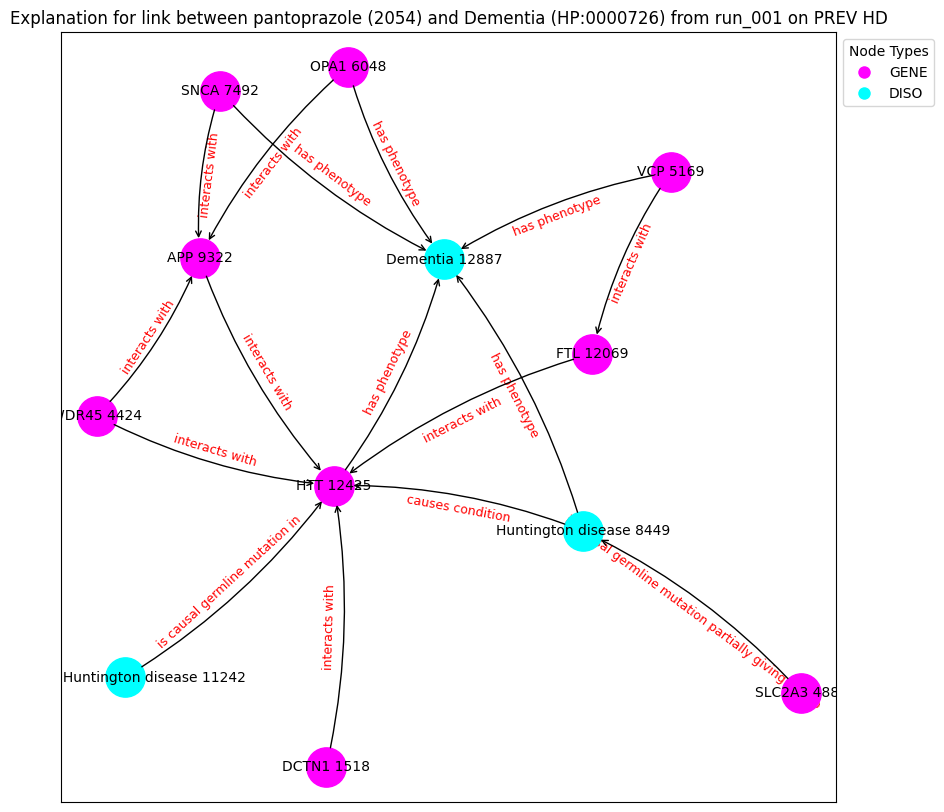 Explanation for link between pantoprazole (2054) and Dementia (HP:0000726) from run_001 on PREV HD
Node Types
GENE
DISO
OPA1 6048
SNCA 7492
interacts with
interacts with
has phenotype
has phenotype
VCP 5169
has phenotype
interacts with
APP 9322
Dementia 12887
interacts with
interacts with
has phenotype
FTL 12069
has phenotype
interacts with
/DR45 4424
interacts with
HTT 12425
causes condition
Huntington disease 8449
is causal germline mutation in
interacts with
al germline mutation partially giving
Huntington disease 11242
SLC2A3 488
DCTN1 1518